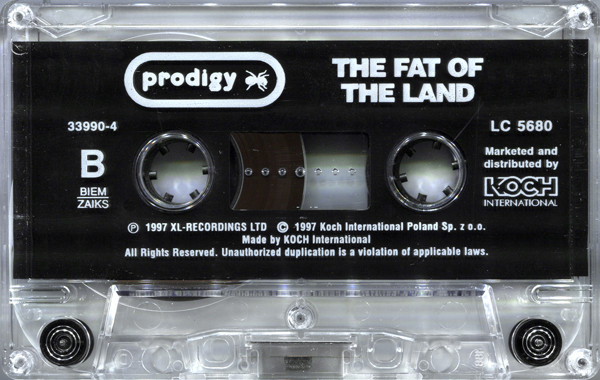 prodigy
THE FAT OF
THE LAND
33990-4
LC 5680
B
BIEM
ZAIKS
Marketed and
distributed by
KOCH
INTERNATIONAL
℗ 1997 XL-RECORDINGS LTD © 1997 Koch International Poland Sp. z o.o.
Made by KOCH International
All Rights Reserved. Unauthorized duplication is a violation of applicable laws.